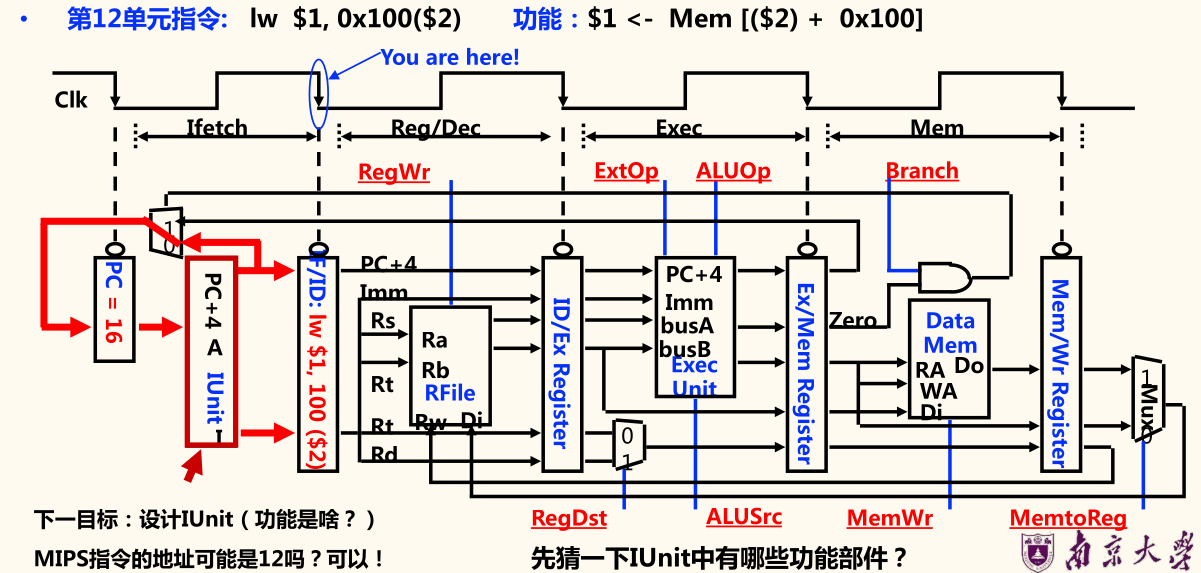 • 第12单元指令: lw $1, 0x100($2) 功能：$1 <- Mem [($2) + 0x100]
You are here!
Clk
Ifetch Reg/Dec Exec Mem
RegWr ExtOp ALUOp Branch
1
0
PC = 16
PC+4 A IUnit I
IF/ID: lw $1, 100 ($2)
PC+4
Imm
Rs
Rt
Rt
Rd
Ra
Rb
RFile
Rw Di
ID/Ex Register
PC+4
Imm
busA
busB
Exec
Unit
0
1
Ex/Mem Register
Zero
Data
Mem
RA Do
WA
Di
Mem/Wr Register
1 Mux 0
RegDst ALUSrc MemWr MemtoReg
下一目标：设计IUnit（功能是啥？）
MIPS指令的地址可能是12吗？可以！
先猜一下IUnit中有哪些功能部件？
南京大学